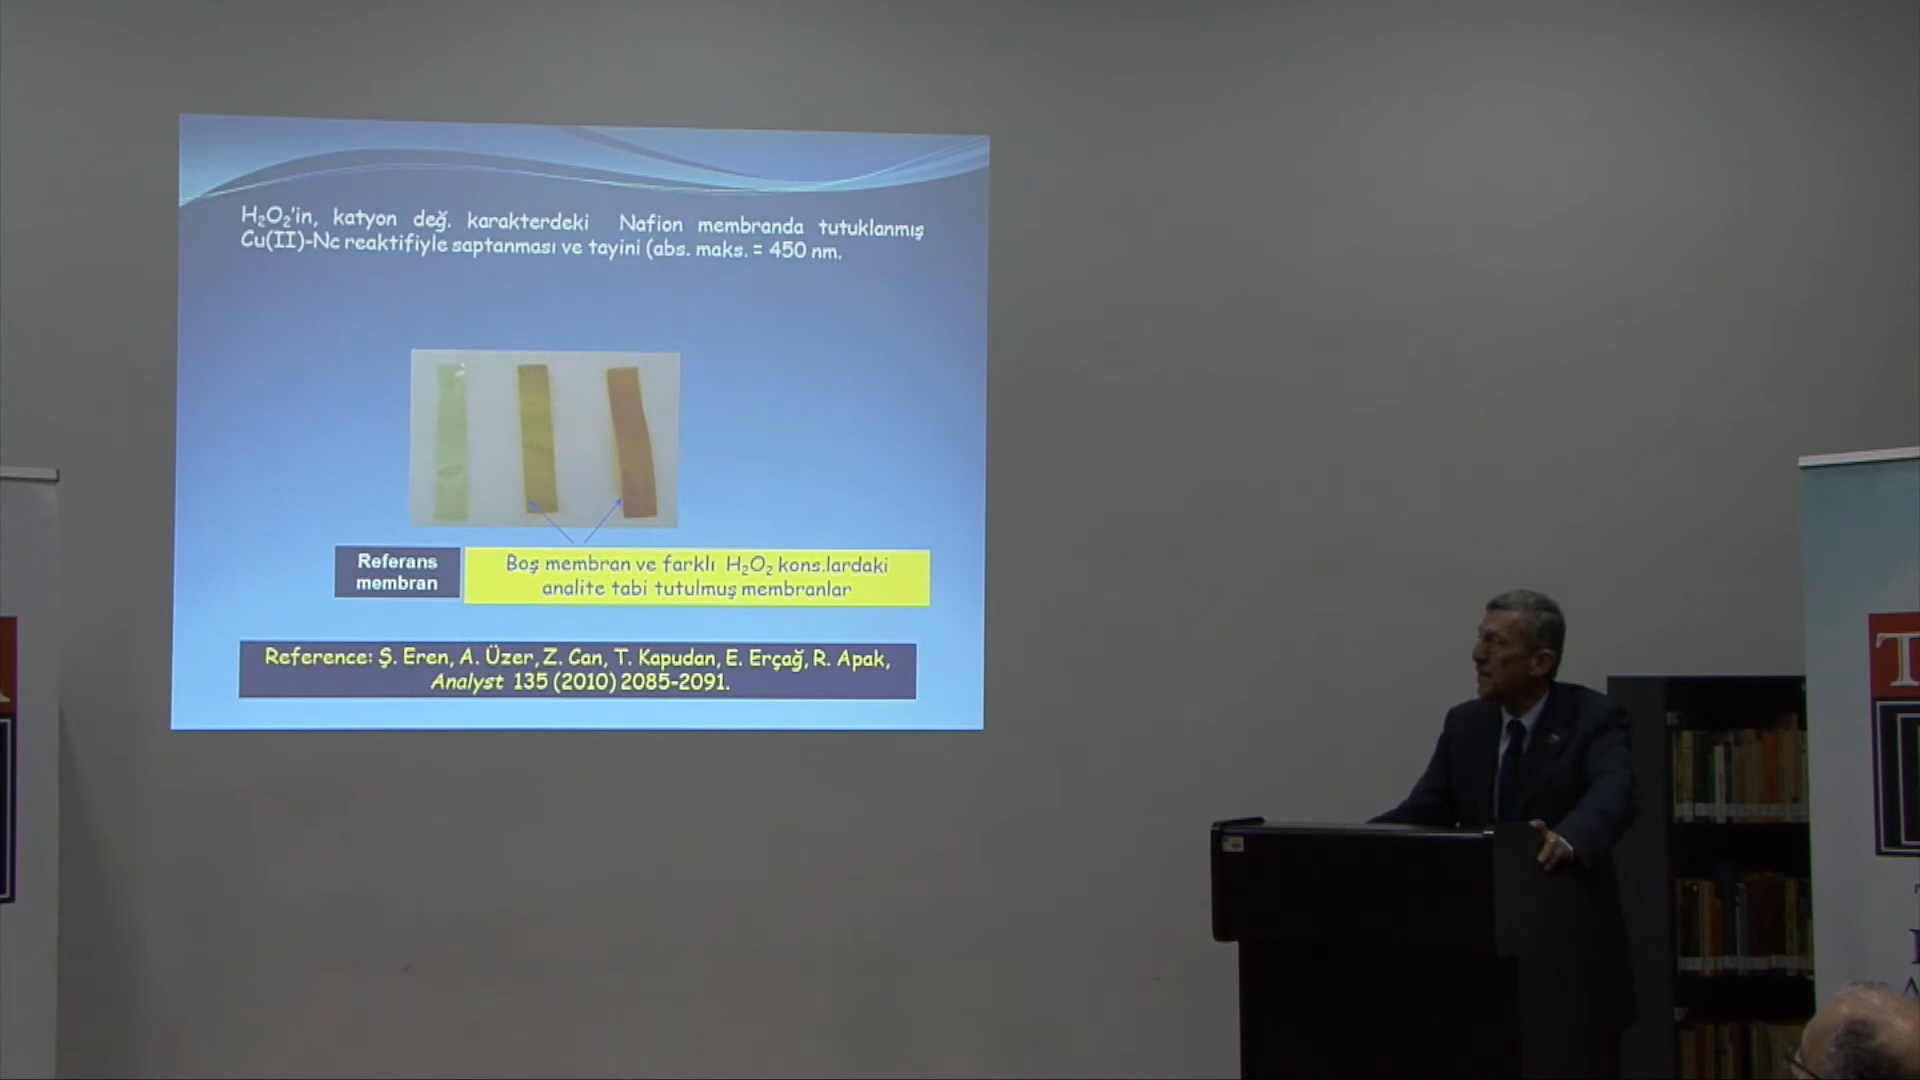 H₂O₂'in, katyon değ. karakterdeki Nafion membranda tutuklanmış
Cu(II)-Nc reaktifiyle saptanması ve tayini (abs. maks. = 450 nm.
Referans
membran
Boş membran ve farklı H₂O₂ kons.lardaki
analite tabi tutulmuş membranlar
Reference: Ş. Eren, A. Üzer, Z. Can, T. Kapudan, E. Erçağ, R. Apak,
Analyst 135 (2010) 2085-2091.